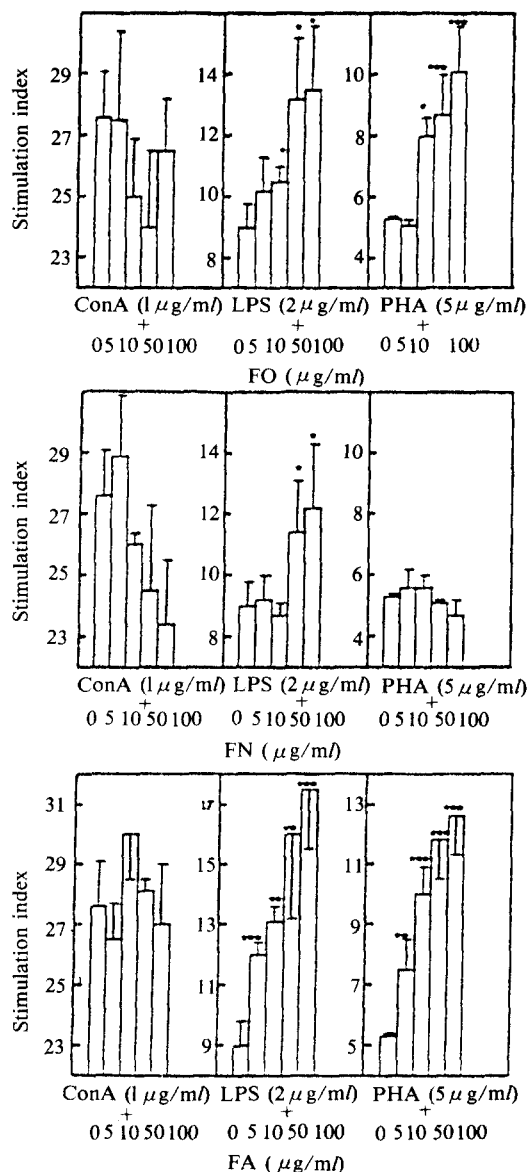 Stimulation index
29
27
25
23
14
12
10
8
10
8
6
4
ConA (1μg/ml) LPS (2μg/ml) PHA (5μg/ml)
+ + +
0 5 10 50 100 0 5 10 50 100 0 5 10 100
FO (μg/ml)
Stimulation index
29
26
23
14
12
10
8
10
8
6
4
ConA (1μg/ml) LPS (2μg/ml) PHA (5μg/ml)
+ + +
0 5 10 50 100 0 5 10 50 100 0 5 10 50 100
FN (μg/ml)
Stimulation index
31
29
27
25
23
17
15
13
11
9
13
11
9
7
5
ConA (1μg/ml) LPS (2μg/ml) PHA (5μg/ml)
+ + +
0 5 10 50 100 0 5 10 50 100 0 5 10 50 100
FA (μg/ml)